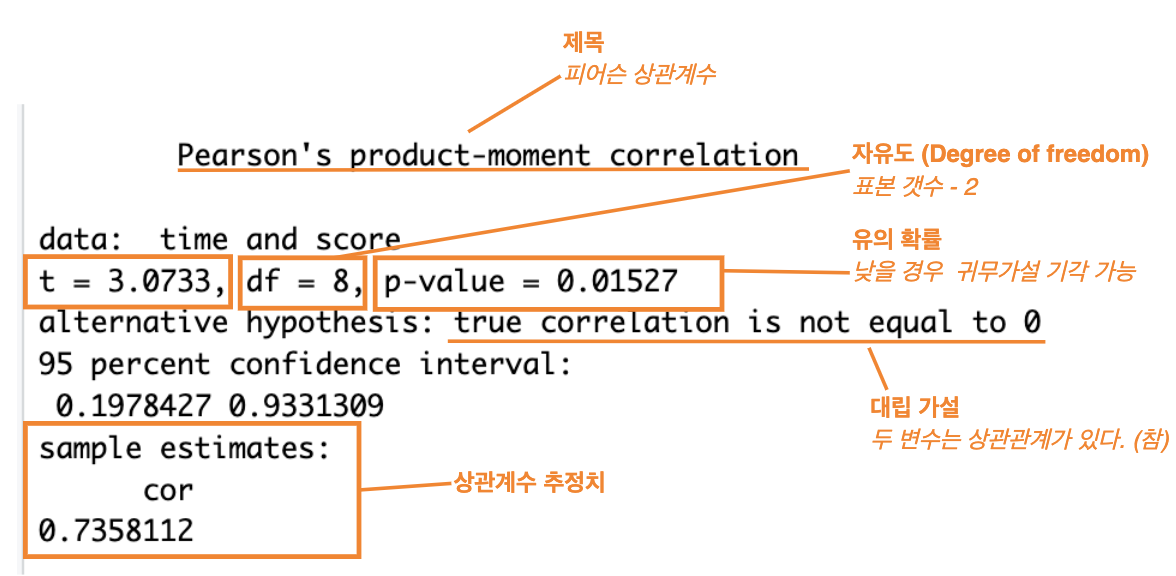 제목
피어슨 상관계수
Pearson's product-moment correlation
자유도 (Degree of freedom)
표본 갯수 - 2
data:  time and score
유의 확률
낮을 경우  귀무가설 기각 가능
t = 3.0733, df = 8, p-value = 0.01527
alternative hypothesis: true correlation is not equal to 0
95 percent confidence interval:
 0.1978427 0.9331309
대립 가설
두 변수는 상관관계가 있다. (참)
sample estimates:
      cor
0.7358112
상관계수 추정치